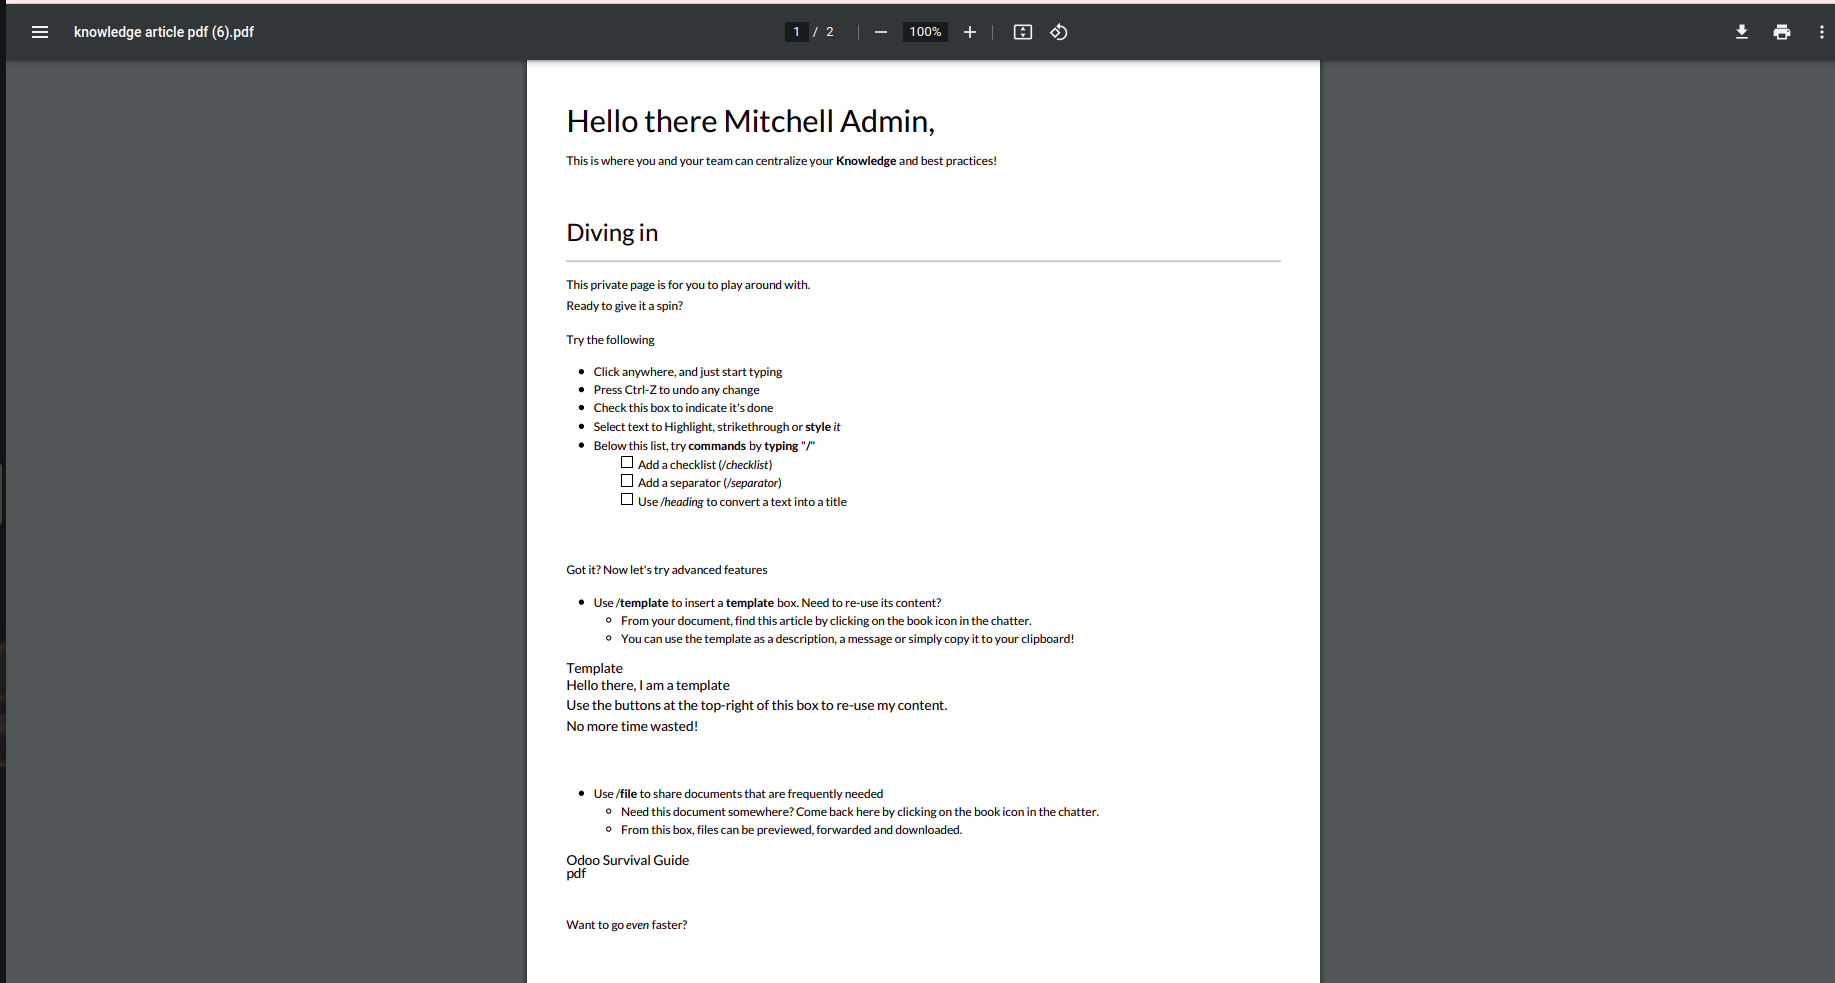 knowledge article pdf (6).pdf
1 / 2
100%
Hello there Mitchell Admin,
This is where you and your team can centralize your Knowledge and best practices!
Diving in
This private page is for you to play around with.
Ready to give it a spin?
Try the following
Click anywhere, and just start typing
Press Ctrl-Z to undo any change
Check this box to indicate it's done
Select text to Highlight, strikethrough or style it
Below this list, try commands by typing "/"
Add a checklist (/checklist)
Add a separator (/separator)
Use /heading to convert a text into a title
Got it? Now let's try advanced features
Use /template to insert a template box. Need to re-use its content?
From your document, find this article by clicking on the book icon in the chatter.
You can use the template as a description, a message or simply copy it to your clipboard!
Template
Hello there, I am a template
Use the buttons at the top-right of this box to re-use my content.
No more time wasted!
Use /file to share documents that are frequently needed
Need this document somewhere? Come back here by clicking on the book icon in the chatter.
From this box, files can be previewed, forwarded and downloaded.
Odoo Survival Guide
pdf
Want to go even faster?